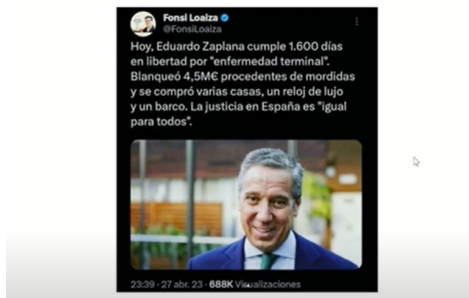 Fonsi Loaiza
@FonsiLoaiza
Hoy, Eduardo Zaplana cumple 1.600 días
en libertad por "enfermedad terminal".
Blanqueó 4,5M€ procedentes de mordidas
y se compró varias casas, un reloj de lujo
y un barco. La justicia en España es "igual
para todos".
23:39 · 27 abr. 23 · 688K Visualizaciones